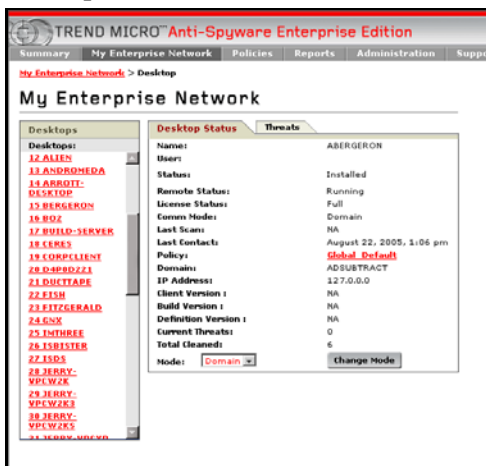 TREND MICRO™ Anti-Spyware Enterprise Edition
Summary My Enterprise Network Policies Reports Administration Suppo
My Enterprise Network > Desktop
My Enterprise Network
Desktops
Desktops:
12 ALIEN
13 ANDROMEDA
14 ARROTT-
DESKTOP
15 BERGERON
16 BOZ
17 BUILD-SERVER
18 CERES
19 CORPCLIENT
20 D4P0DZZ1
21 DUCTTAPE
22 FISH
23 FITZGERALD
24 GNX
25 IMTHREE
26 ISBISTER
27 ISDS
28 JERRY-
VPCW2K
29 JERRY-
VPCW2K3
30 JERRY-
VPCW2KS
Desktop Status Threats
Name: ABERGERON
User:
Status: Installed
Remote Status: Running
License Status: Full
Comm Mode: Domain
Last Scan: NA
Last Contact: August 22, 2005, 1:06 pm
Policy: Global_Default
Domain: ADSUBTRACT
IP Address: 127.0.0.0
Client Version : NA
Build Version : NA
Definition Version : NA
Current Threats: 0
Total Cleaned: 6
Mode: Domain Change Mode